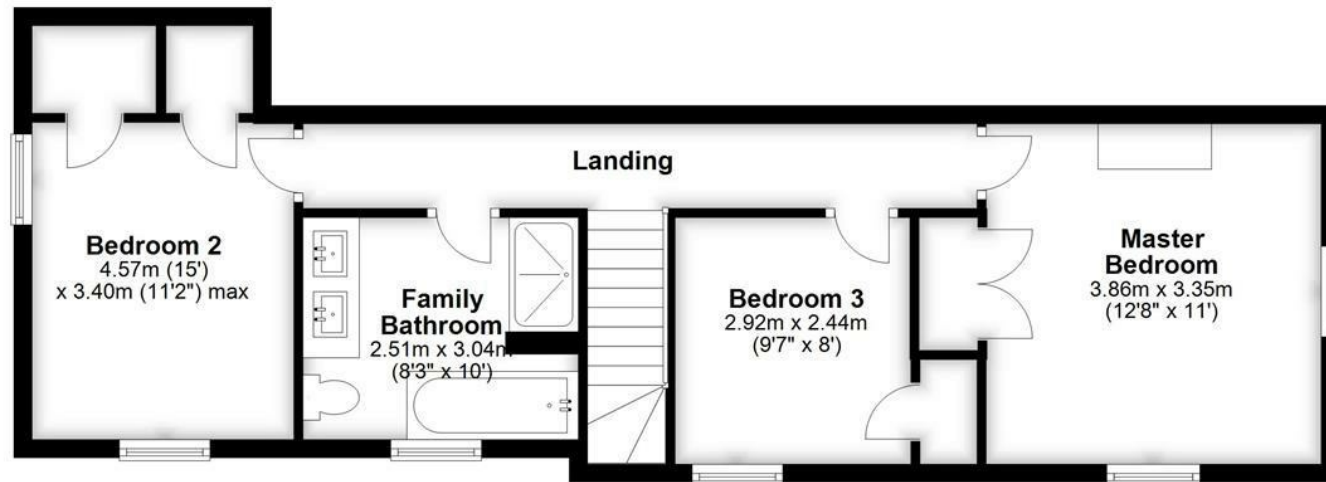 Landing
Bedroom 2
4.57m (15')
x 3.40m (11'2") max
Family
Bathroom
2.51m x 3.04m
(8'3" x 10')
Bedroom 3
2.92m x 2.44m
(9'7" x 8')
Master
Bedroom
3.86m x 3.35m
(12'8" x 11')